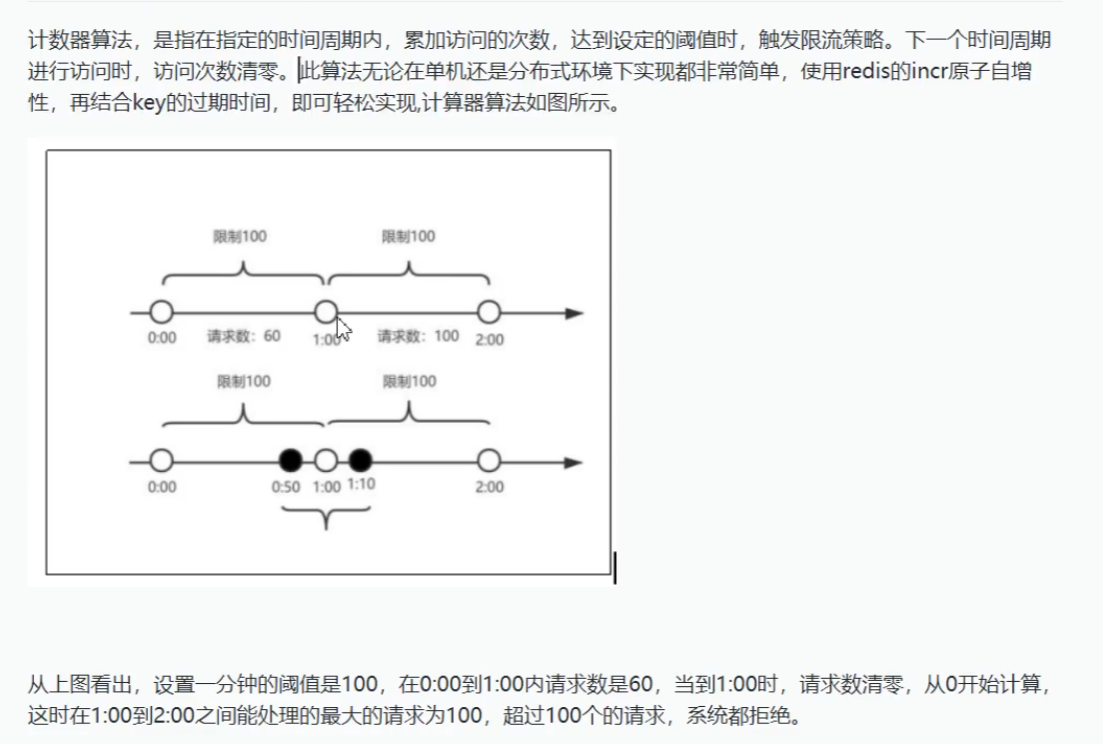 计数器算法，是指在指定的时间周期内，累加访问的次数，达到设定的阈值时，触发限流策略。下一个时间周期
进行访问时，访问次数清零。此算法无论在单机还是分布式环境下实现都非常简单，使用redis的incr原子自增
性，再结合key的过期时间，即可轻松实现,计算器算法如图所示。
限制100 限制100
0:00 请求数：60 1:00 请求数：100 2:00
限制100 限制100
0:00 0:50 1:00 1:10 2:00
从上图看出，设置一分钟的阈值是100，在0:00到1:00内请求数是60，当到1:00时，请求数清零，从0开始计算，
这时在1:00到2:00之间能处理的最大的请求为100，超过100个的请求，系统都拒绝。